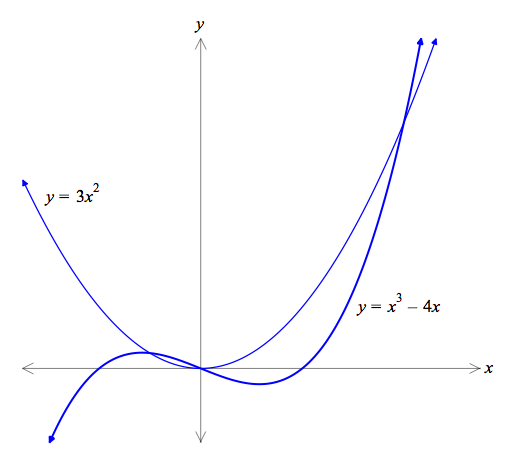 y
y = 3x²
y = x³ – 4x
x